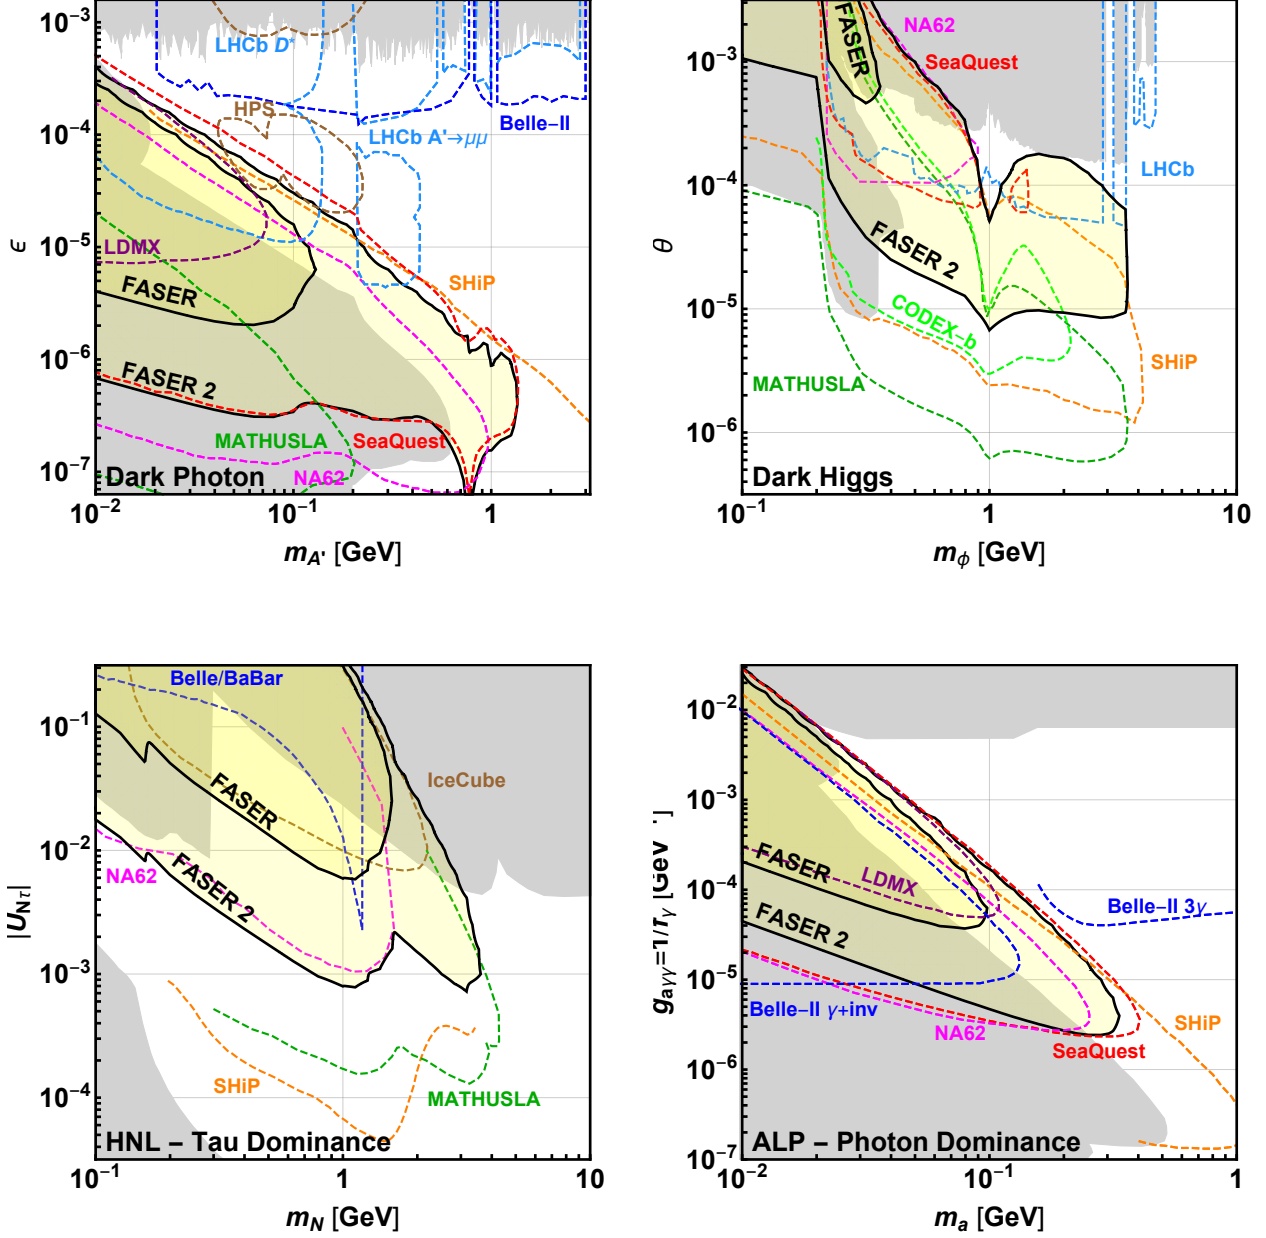 10⁻³
10⁻⁴
10⁻⁵
10⁻⁶
10⁻⁷
ϵ
LHCb D*
HPS
LHCb A'→μμ
Belle–II
LDMX
FASER
SHiP
FASER 2
MATHUSLA
SeaQuest
NA62
Dark Photon
10⁻² 10⁻¹ 1
m_A' [GeV]
10⁻³
10⁻⁴
10⁻⁵
10⁻⁶
θ
NA62
FASER
SeaQuest
LHCb
FASER 2
CODEX–b
SHiP
MATHUSLA
Dark Higgs
10⁻¹ 1 10
m_ϕ [GeV]
10⁻¹
10⁻²
10⁻³
10⁻⁴
|U_Nτ|
Belle/BaBar
IceCube
FASER
NA62
FASER 2
SHiP
MATHUSLA
HNL – Tau Dominance
10⁻¹ 1 10
m_N [GeV]
10⁻²
10⁻³
10⁻⁴
10⁻⁵
10⁻⁶
10⁻⁷
g_aγγ=1/f_γ [GeV⁻¹]
FASER
LDMX
Belle–II 3γ
FASER 2
Belle–II γ+inv
NA62
SHiP
SeaQuest
ALP – Photon Dominance
10⁻² 10⁻¹ 1
m_a [GeV]